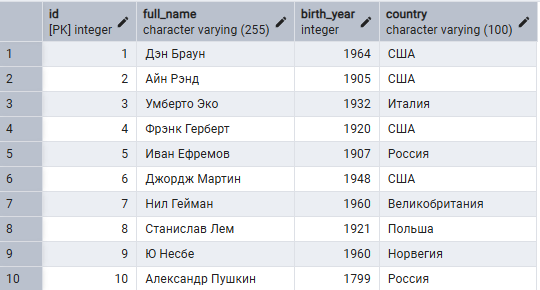 id full_name birth_year country
[PK] integer character varying (255) integer character varying (100)
1 1 Дэн Браун 1964 США
2 2 Айн Рэнд 1905 США
3 3 Умберто Эко 1932 Италия
4 4 Фрэнк Герберт 1920 США
5 5 Иван Ефремов 1907 Россия
6 6 Джордж Мартин 1948 США
7 7 Нил Гейман 1960 Великобритания
8 8 Станислав Лем 1921 Польша
9 9 Ю Несбе 1960 Норвегия
10 10 Александр Пушкин 1799 Россия